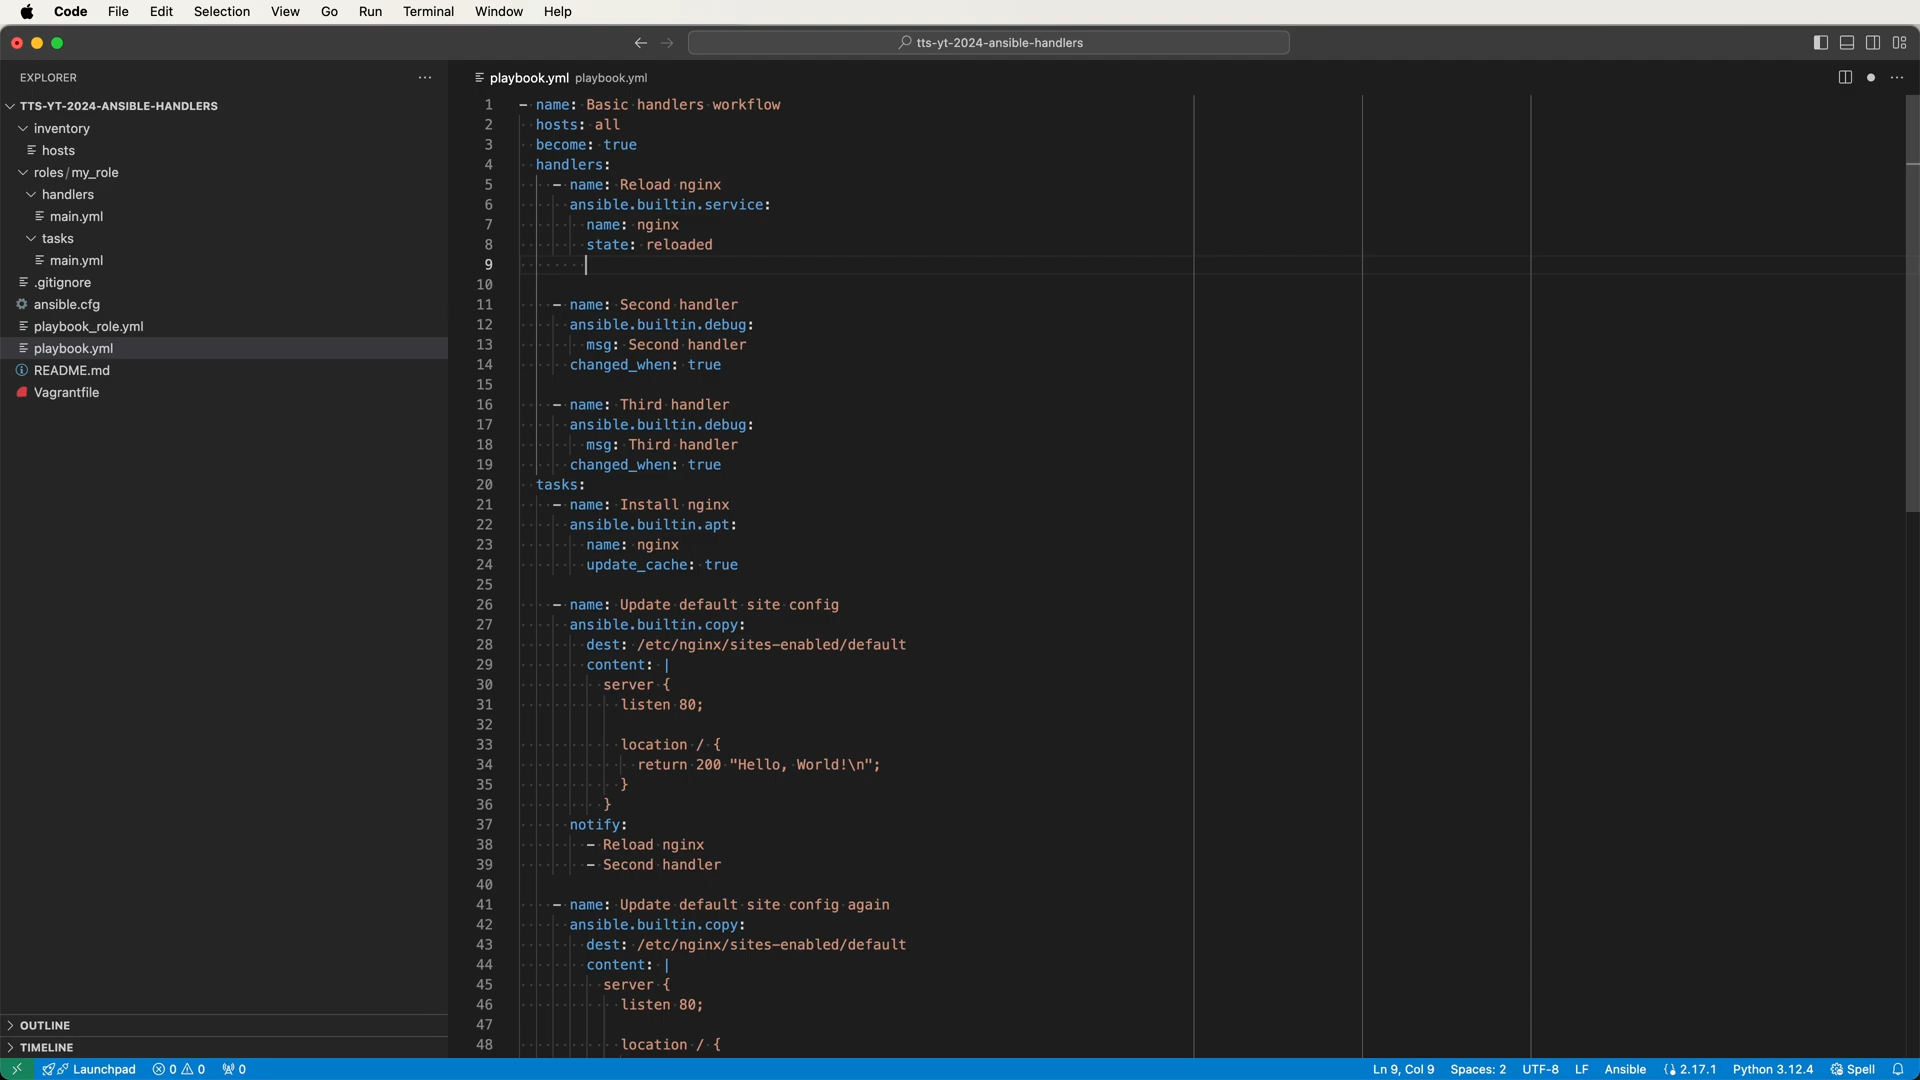 Code File Edit Selection View Go Run Terminal Window Help
tts-yt-2024-ansible-handlers
EXPLORER
TTS-YT-2024-ANSIBLE-HANDLERS
inventory
hosts
roles/my_role
handlers
main.yml
tasks
main.yml
.gitignore
ansible.cfg
playbook_role.yml
playbook.yml
README.md
Vagrantfile
OUTLINE
TIMELINE
playbook.yml playbook.yml
1 - name: Basic handlers workflow
2 hosts: all
3 become: true
4 handlers:
5 - name: Reload nginx
6 ansible.builtin.service:
7 name: nginx
8 state: reloaded
9
10
11 - name: Second handler
12 ansible.builtin.debug:
13 msg: Second handler
14 changed_when: true
15
16 - name: Third handler
17 ansible.builtin.debug:
18 msg: Third handler
19 changed_when: true
20 tasks:
21 - name: Install nginx
22 ansible.builtin.apt:
23 name: nginx
24 update_cache: true
25
26 - name: Update default site config
27 ansible.builtin.copy:
28 dest: /etc/nginx/sites-enabled/default
29 content: |
30 server {
31 listen 80;
32
33 location / {
34 return 200 "Hello, World!\n";
35 }
36 }
37 notify:
38 - Reload nginx
39 - Second handler
40
41 - name: Update default site config again
42 ansible.builtin.copy:
43 dest: /etc/nginx/sites-enabled/default
44 content: |
45 server {
46 listen 80;
47
48 location / {
Launchpad 0 0 0 Ln 9, Col 9 Spaces: 2 UTF-8 LF Ansible 2.17.1 Python 3.12.4 Spell